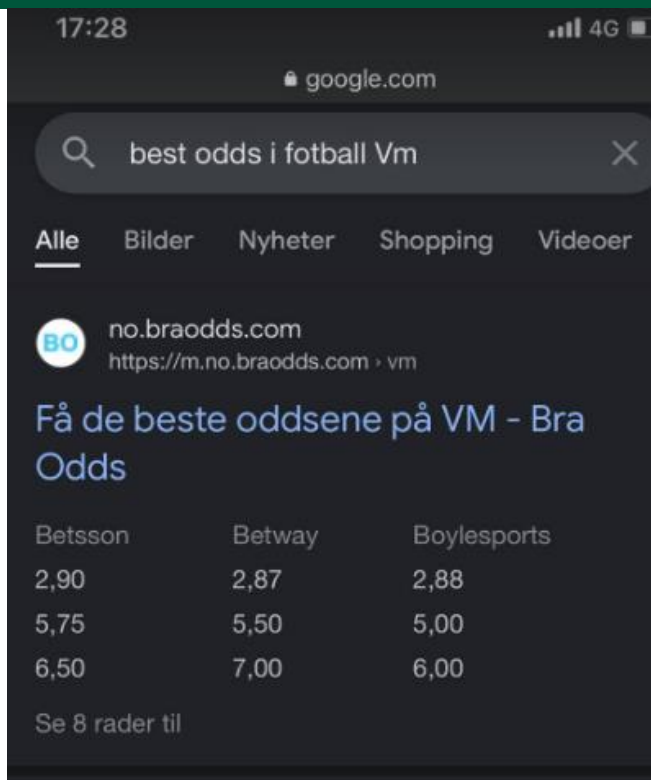 17:28 4G
google.com
best odds i fotball Vm
Alle Bilder Nyheter Shopping Videoer
BO
no.braodds.com
https://m.no.braodds.com › vm
Få de beste oddsene på VM - Bra
Odds
Betsson Betway Boylesports
2,90 2,87 2,88
5,75 5,50 5,00
6,50 7,00 6,00
Se 8 rader til